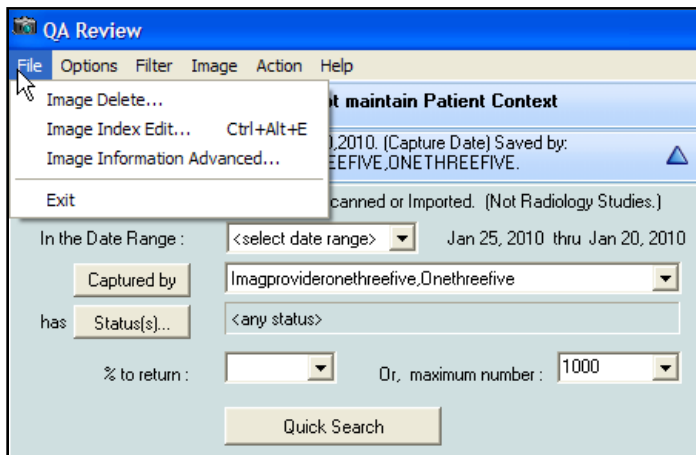 QA Review
File Options Filter Image Action Help
Image Delete...
Image Index Edit... Ctrl+Alt+E
Image Information Advanced...
Exit
maintain Patient Context
,2010. (Capture Date) Saved by:
EEFIVE,ONETHREEFIVE.
canned or Imported. (Not Radiology Studies.)
In the Date Range : <select date range> Jan 25, 2010 thru Jan 20, 2010
Captured by Imagprovideronethreefive,Onethreefive
has Status(s)... <any status>
% to return : Or, maximum number : 1000
Quick Search